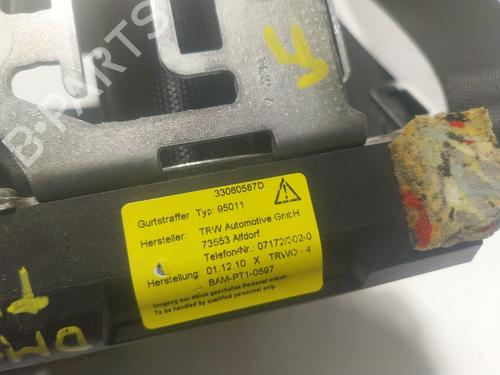 B-PARTS
33060587D
Gurtstraffer Typ: 95011
Hersteller: TRW Automotive GmbH
73553 Alfdorf
Telefon-Nr.: 07172/302-0
Herstellung: 01.12.10 X TRWO - 4
BAM-PT1-0597
Umgang nur durch geschultes Personal erlaubt
To be handled by qualified personnel only